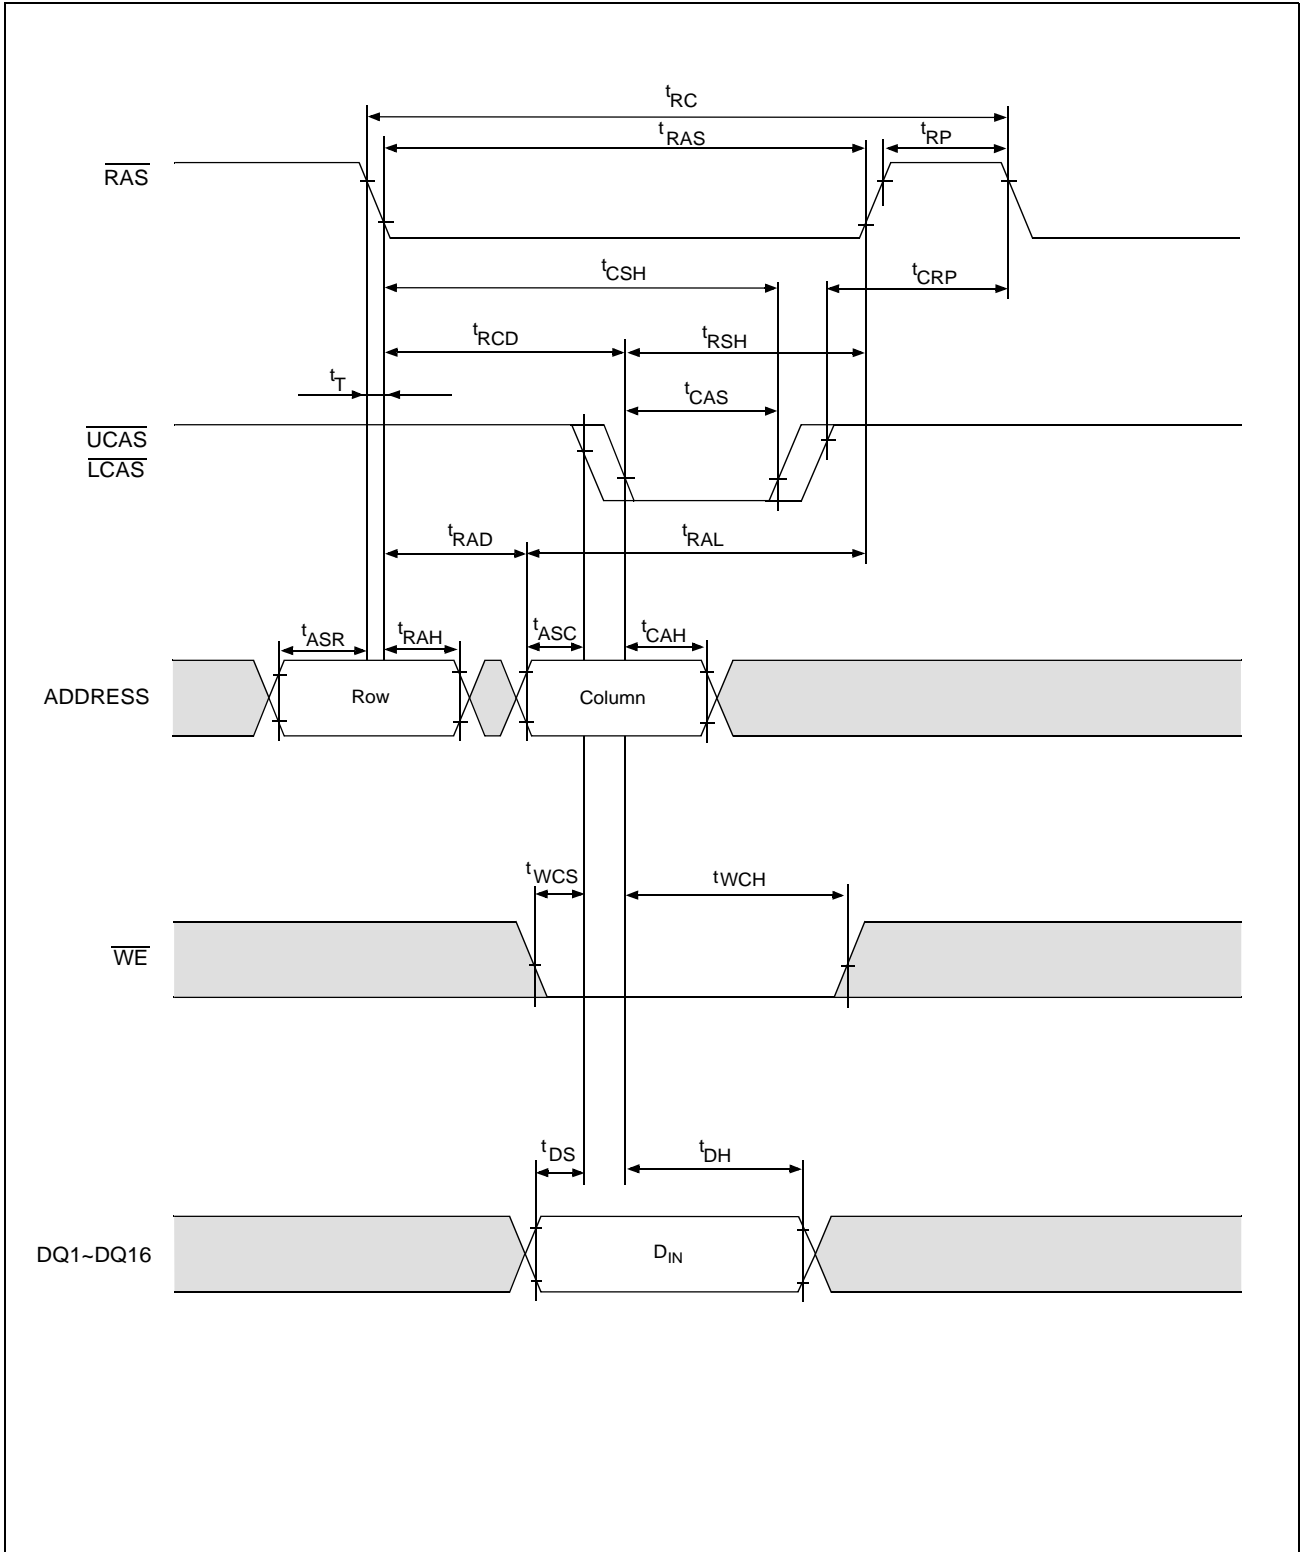 tRC
tRAS
tRP
RAS
tCSH
tCRP
tRCD
tRSH
tT
tCAS
UCAS
LCAS
tRAD
tRAL
tASR
tRAH
tASC
tCAH
ADDRESS
Row
Column
tWCS
tWCH
WE
tDS
tDH
DQ1~DQ16
DIN